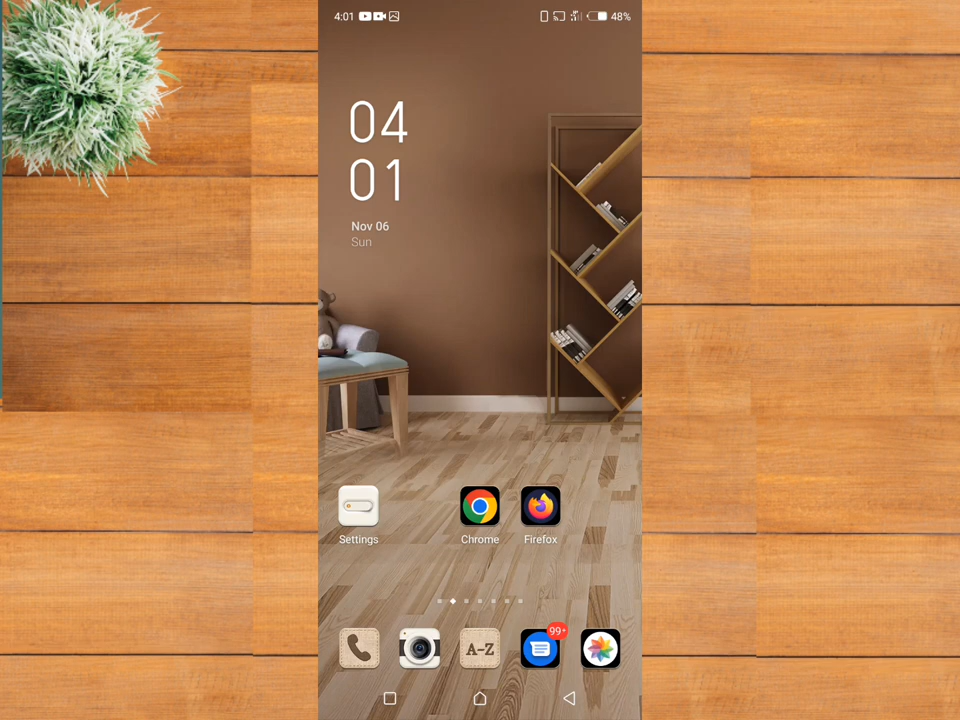 4:01
48%
04
01
Nov 06
Sun
Settings
Chrome
Firefox
A-Z
99+